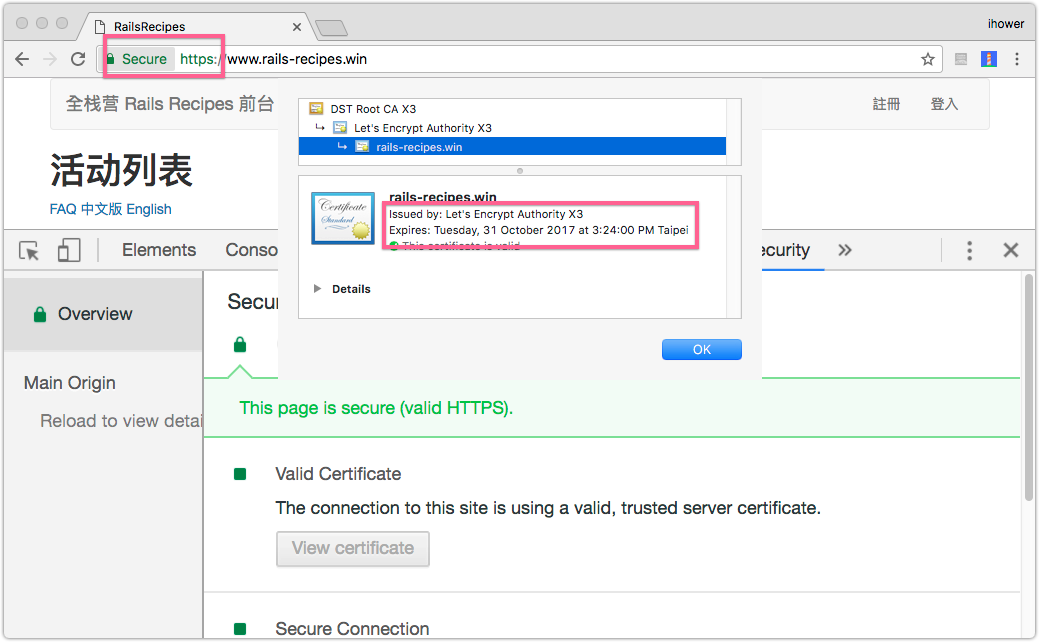 RailsRecipes
ihower
Secure https://www.rails-recipes.win
全栈营 Rails Recipes 前台
註冊 登入
DST Root CA X3
Let's Encrypt Authority X3
rails-recipes.win
活动列表
FAQ 中文版 English
rails-recipes.win
Certificate
Standard
Issued by: Let's Encrypt Authority X3
Expires: Tuesday, 31 October 2017 at 3:24:00 PM Taipei
This certificate is valid
Elements Conso ecurity
Details
Overview
Secu
OK
Main Origin
Reload to view detai
This page is secure (valid HTTPS).
Valid Certificate
The connection to this site is using a valid, trusted server certificate.
View certificate
Secure Connection